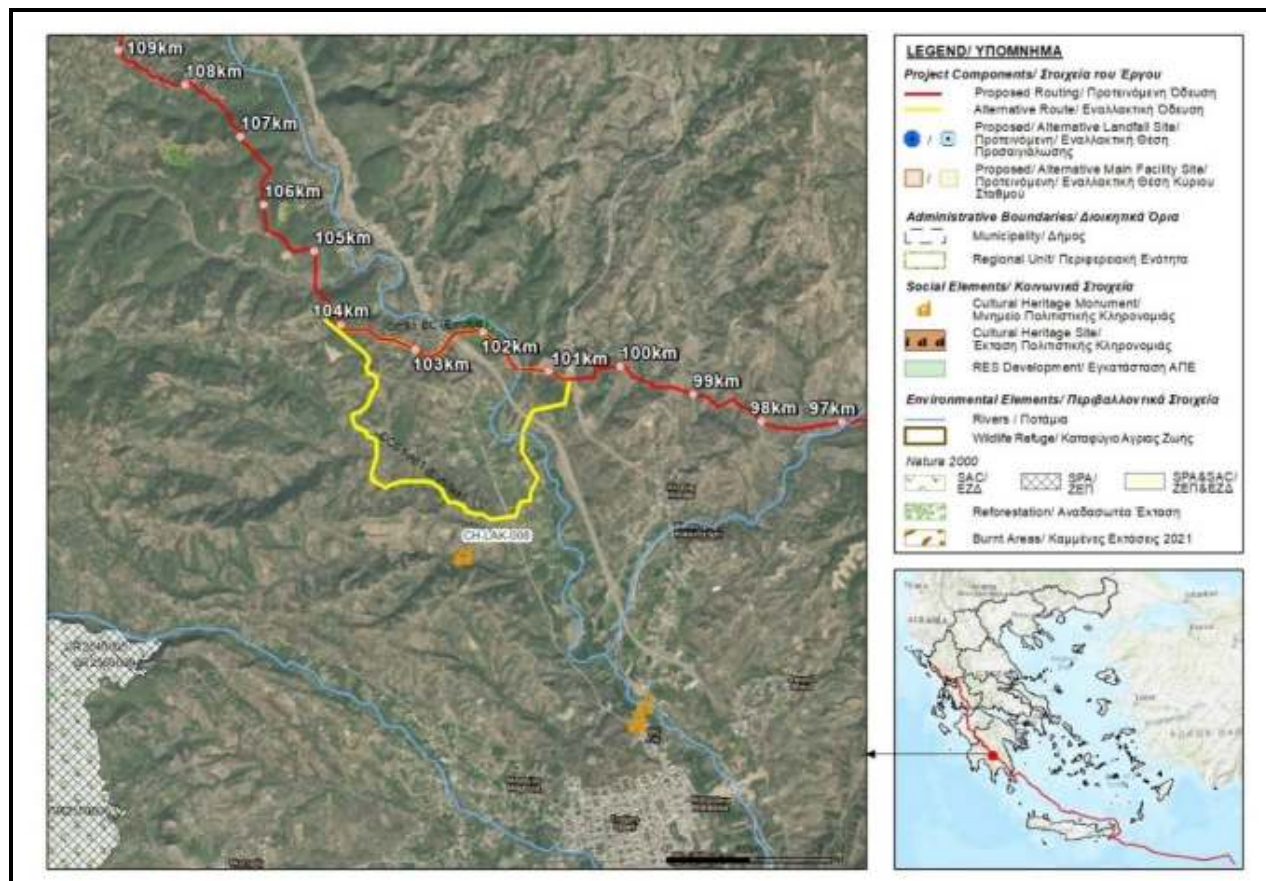 109km
108km
107km
106km
105km
104km
103km
102km
101km
100km
99km
98km
97km
CH-LAK-008
LEGEND/ ΥΠΟΜΝΗΜΑ
Project Components/ Στοιχεία του Έργου
Proposed Routing/ Προτεινόμενη Όδευση
Alternative Route/ Εναλλακτική Όδευση
Proposed/ Alternative Landfall Site/
Προτεινόμενη/ Εναλλακτική Θέση
Προσαιγιάλωσης
Proposed/ Alternative Main Facility Site/
Προτεινόμενη/ Εναλλακτική Θέση Κύριου
Σταθμού
Administrative Boundaries/ Διοικητικά Όρια
Municipality/ Δήμος
Regional Unit/ Περιφερειακή Ενότητα
Social Elements/ Κοινωνικά Στοιχεία
Cultural Heritage Monument/
Μνημείο Πολιτιστικής Κληρονομιάς
Cultural Heritage Site/
Έκταση Πολιτιστικής Κληρονομιάς
RES Development/ Εγκατάσταση ΑΠΕ
Environmental Elements/ Περιβαλλοντικά Στοιχεία
Rivers / Ποτάμια
Wildlife Refuge/ Καταφύγιο Άγριας Ζωής
Natura 2000
SAC/
ΕΖΔ
SPA/
ΖΕΠ
SPA&SAC/
ΖΕΠ&ΕΖΔ
Reforestation/ Αναδασωτέα Έκταση
Burnt Areas/ Καμμένες Εκτάσεις 2021
ALBANIA